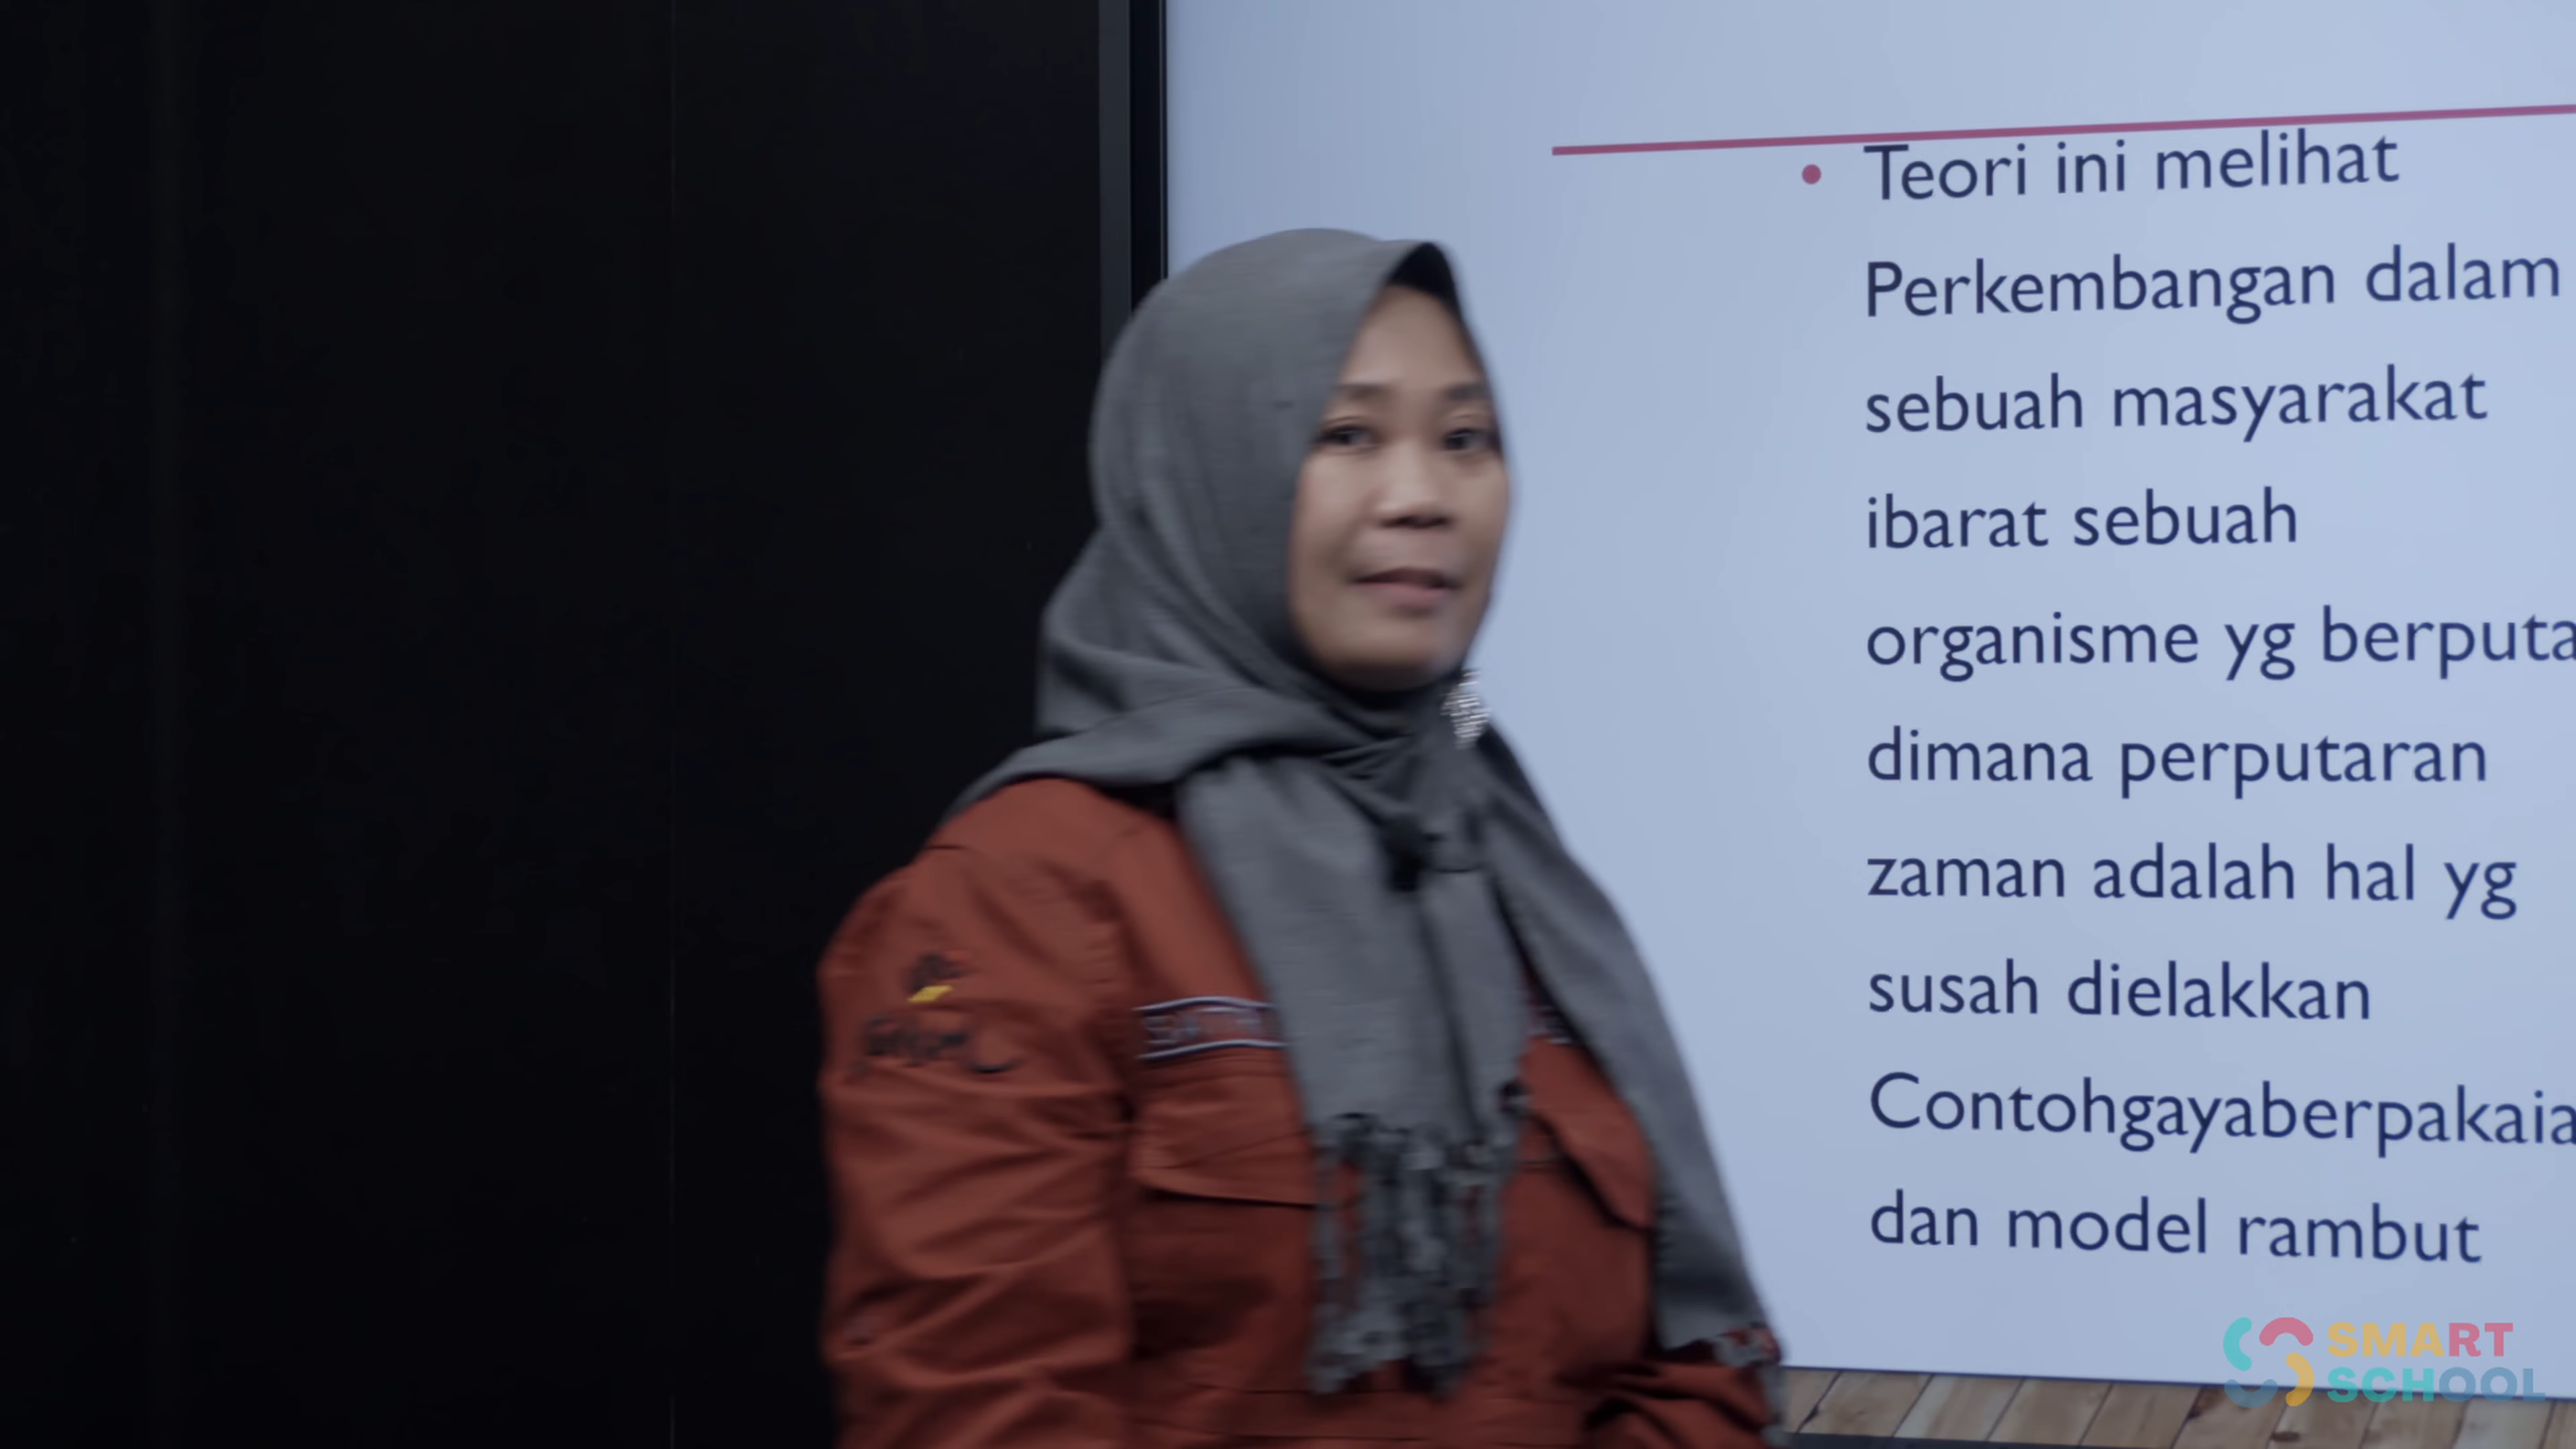 Teori ini melihat
Perkembangan dalam
sebuah masyarakat
ibarat sebuah
organisme yg berputa
dimana perputaran
zaman adalah hal yg
susah dielakkan
Contohgayaberpakaia
dan model rambut
SMART
SCHOOL